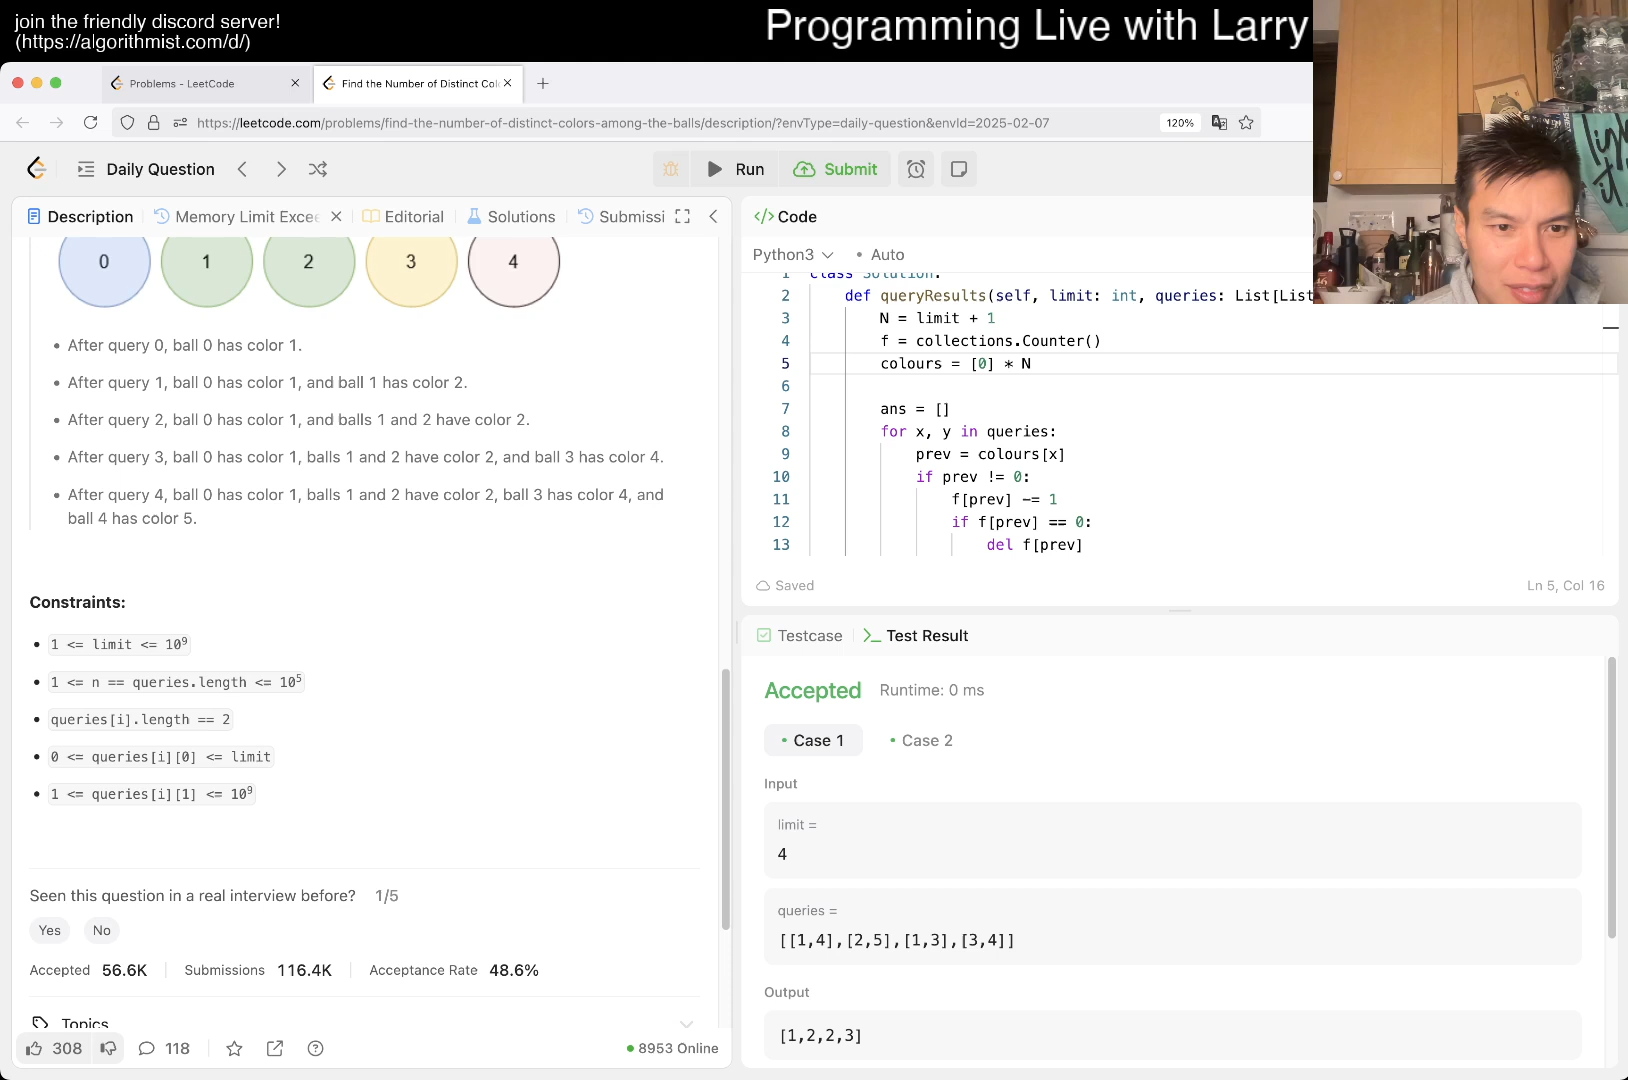 join the friendly discord server!
(https://algorithmist.com/d/)
Programming Live with Larry
Problems - LeetCode
Find the Number of Distinct Col
https://leetcode.com/problems/find-the-number-of-distinct-colors-among-the-balls/description/?envType=daily-question&envId=2025-02-07
120%
Daily Question
Run
Submit
Description
Memory Limit Excee
Editorial
Solutions
Submissi
0 1 2 3 4
• After query 0, ball 0 has color 1.
• After query 1, ball 0 has color 1, and ball 1 has color 2.
• After query 2, ball 0 has color 1, and balls 1 and 2 have color 2.
• After query 3, ball 0 has color 1, balls 1 and 2 have color 2, and ball 3 has color 4.
• After query 4, ball 0 has color 1, balls 1 and 2 have color 2, ball 3 has color 4, and
ball 4 has color 5.
Constraints:
• 1 <= limit <= 10⁹
• 1 <= n == queries.length <= 10⁵
• queries[i].length == 2
• 0 <= queries[i][0] <= limit
• 1 <= queries[i][1] <= 10⁹
Seen this question in a real interview before? 1/5
Yes No
Accepted 56.6K Submissions 116.4K Acceptance Rate 48.6%
Topics
308 118
8953 Online
</> Code
Python3 • Auto
1 class Solution:
2 def queryResults(self, limit: int, queries: List[List
3 N = limit + 1
4 f = collections.Counter()
5 colours = [0] * N
6
7 ans = []
8 for x, y in queries:
9 prev = colours[x]
10 if prev != 0:
11 f[prev] -= 1
12 if f[prev] == 0:
13 del f[prev]
Saved
Ln 5, Col 16
Testcase
Test Result
Accepted Runtime: 0 ms
• Case 1 • Case 2
Input
limit =
4
queries =
[[1,4],[2,5],[1,3],[3,4]]
Output
[1,2,2,3]